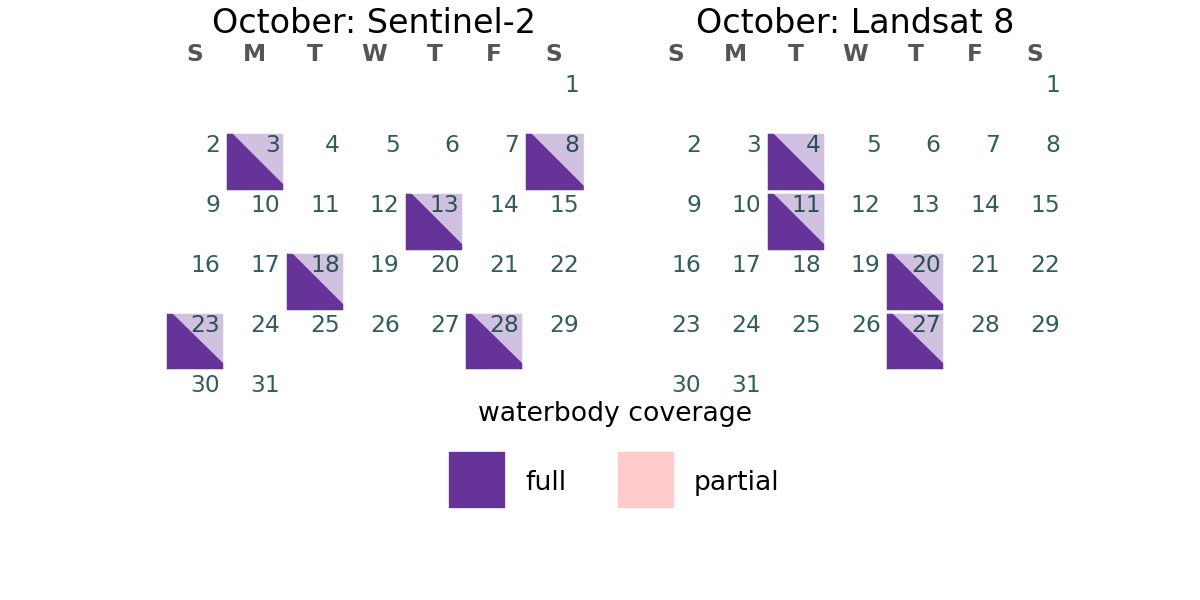 October: Sentinel-2
S M T W T F S
1
2 3 4 5 6 7 8
9 10 11 12 13 14 15
16 17 18 19 20 21 22
23 24 25 26 27 28 29
30 31
October: Landsat 8
S M T W T F S
1
2 3 4 5 6 7 8
9 10 11 12 13 14 15
16 17 18 19 20 21 22
23 24 25 26 27 28 29
30 31
waterbody coverage
full partial